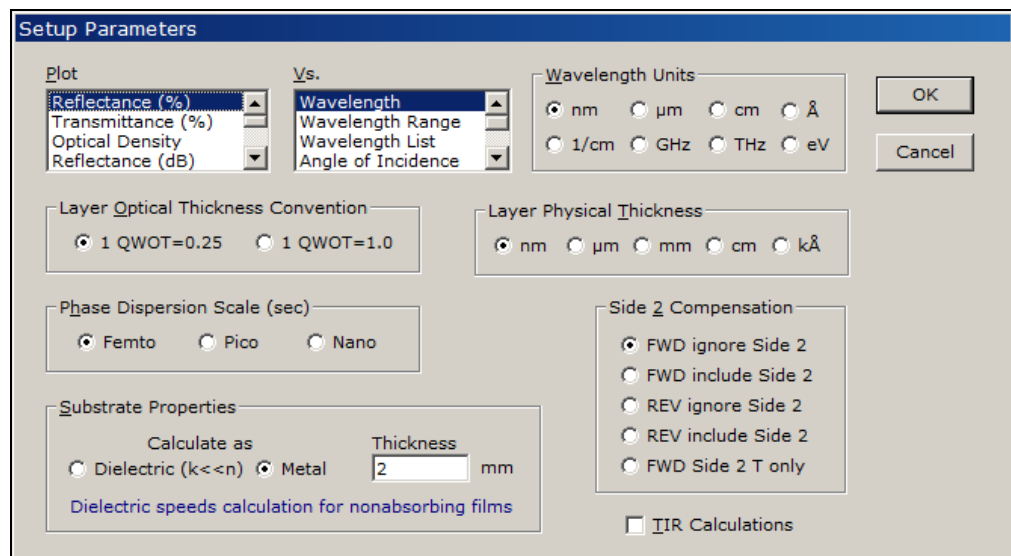 Setup Parameters
Plot
Reflectance (%)
Transmittance (%)
Optical Density
Reflectance (dB)
Vs.
Wavelength
Wavelength Range
Wavelength List
Angle of Incidence
Wavelength Units
nm µm cm Å
1/cm GHz THz eV
OK
Cancel
Layer Optical Thickness Convention
1 QWOT=0.25 1 QWOT=1.0
Layer Physical Thickness
nm µm mm cm kÅ
Phase Dispersion Scale (sec)
Femto Pico Nano
Side 2 Compensation
FWD ignore Side 2
FWD include Side 2
REV ignore Side 2
REV include Side 2
FWD Side 2 T only
Substrate Properties
Calculate as Thickness
Dielectric (k<<n) Metal 2 mm
Dielectric speeds calculation for nonabsorbing films
TIR Calculations